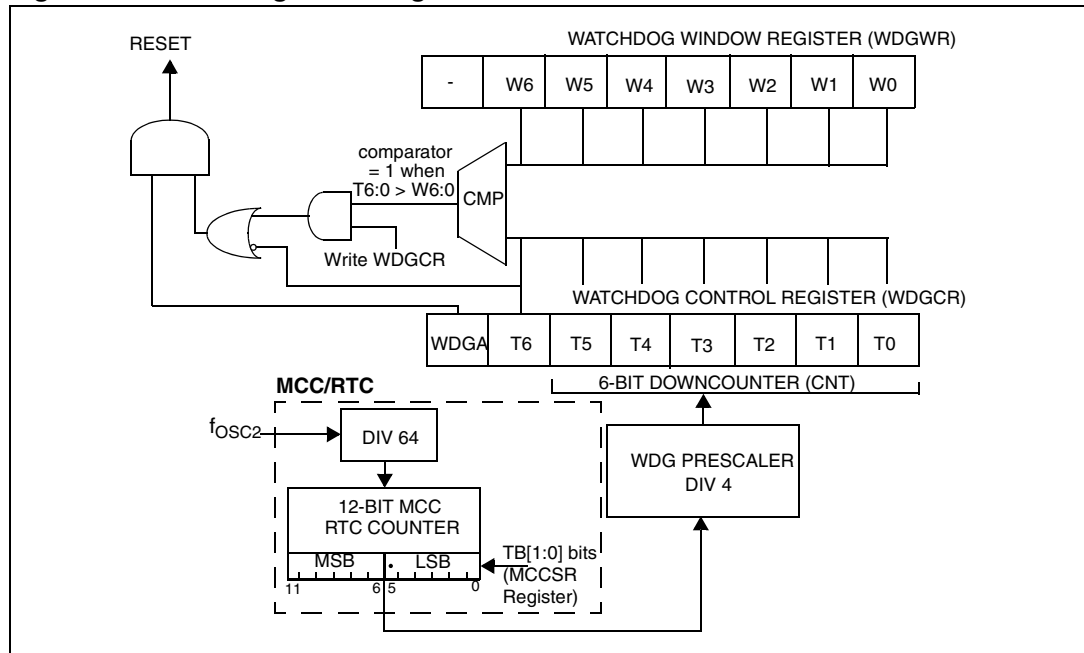 RESET
WATCHDOG WINDOW REGISTER (WDGWR)
- W6 W5 W4 W3 W2 W1 W0
comparator
= 1 when
T6:0 > W6:0
CMP
Write WDGCR
WATCHDOG CONTROL REGISTER (WDGCR)
WDGA T6 T5 T4 T3 T2 T1 T0
6-BIT DOWNCOUNTER (CNT)
MCC/RTC
fOSC2
DIV 64
WDG PRESCALER
DIV 4
12-BIT MCC
RTC COUNTER
MSB LSB
11 6 5 0
TB[1:0] bits
(MCCSR
Register)